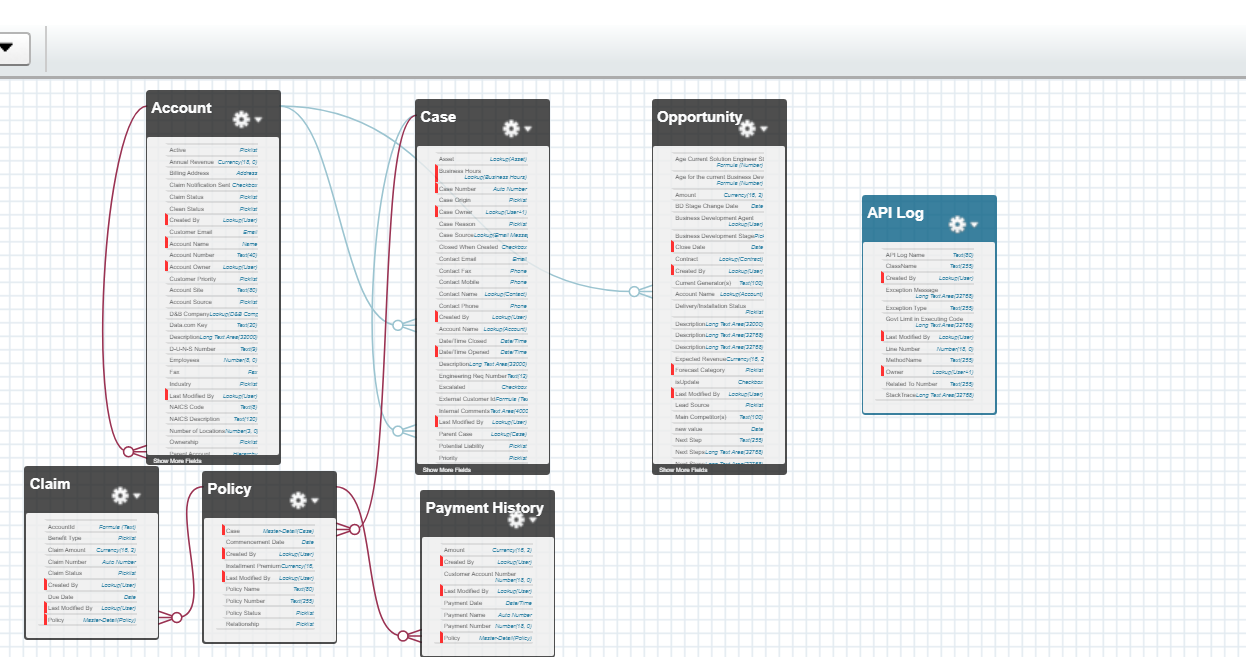 Account
Active Picklist
Annual Revenue Currency(18, 0)
Billing Address Address
Claim Notification Sent Checkbox
Claim Status Picklist
Clean Status Picklist
Created By Lookup(User)
Customer Email Email
Account Name Name
Account Number Text(40)
Account Owner Lookup(User)
Customer Priority Picklist
Account Site Text(80)
Account Source Picklist
D&B Company Lookup(D&B Comp
Data.com Key Text(20)
Description Long Text Area(32000)
D-U-N-S Number Text(9)
Employees Number(8, 0)
Fax Fax
Industry Picklist
Last Modified By Lookup(User)
NAICS Code Text(8)
NAICS Description Text(120)
Number of Locations Number(3, 0)
Ownership Picklist
Parent Account Hierarchy
Show More Fields
Case
Asset Lookup(Asset)
Business Hours
Lookup(Business Hours)
Case Number Auto Number
Case Origin Picklist
Case Owner Lookup(User+1)
Case Reason Picklist
Case Source Lookup(Email Messag
Closed When Created Checkbox
Contact Email Email
Contact Fax Phone
Contact Mobile Phone
Contact Name Lookup(Contact)
Contact Phone Phone
Created By Lookup(User)
Account Name Lookup(Account)
Date/Time Closed Date/Time
Date/Time Opened Date/Time
Description Long Text Area(32000)
Engineering Req Number Text(12)
Escalated Checkbox
External Customer Id Formula (Tex
Internal Comments Text Area(4000
Last Modified By Lookup(User)
Parent Case Lookup(Case)
Potential Liability Picklist
Priority Picklist
Show More Fields
Opportunity
Age Current Solution Engineer St
Formula (Number)
Age for the current Business Dev
Formula (Number)
Amount Currency(16, 2)
BD Stage Change Date Date
Business Development Agent
Lookup(User)
Business Development Stage Pick
Close Date Date
Contract Lookup(Contract)
Created By Lookup(User)
Current Generator(s) Text(100)
Account Name Lookup(Account)
Delivery/Installation Status
Picklist
Description Long Text Area(32000)
Description Long Text Area(32768)
Description Long Text Area(32768)
Expected Revenue Currency(16, 2
Forecast Category Picklist
isUpdate Checkbox
Last Modified By Lookup(User)
Lead Source Picklist
Main Competitor(s) Text(100)
new value Date
Next Step Text(255)
Next Steps Long Text Area(32768)
Show More Fields
API Log
API Log Name Text(80)
ClassName Text(255)
Created By Lookup(User)
Exception Message
Long Text Area(32768)
Exception Type Text(255)
Govt Limit in Executing Code
Long Text Area(32768)
Last Modified By Lookup(User)
Line Number Number(18, 0)
MethodName Text(255)
Owner Lookup(User+1)
Related To Number Text(255)
StackTrace Long Text Area(32768)
Claim
AccountId Formula (Text)
Benefit Type Picklist
Claim Amount Currency(16, 2)
Claim Number Auto Number
Claim Status Picklist
Created By Lookup(User)
Due Date Date
Last Modified By Lookup(User)
Policy Master-Detail(Policy)
Policy
Case Master-Detail(Case)
Commencement Date Date
Created By Lookup(User)
Installment Premium Currency(16,
Last Modified By Lookup(User)
Policy Name Text(80)
Policy Number Text(255)
Policy Status Picklist
Relationship Picklist
Payment History
Amount Currency(16, 2)
Created By Lookup(User)
Customer Account Number
Number(18, 0)
Last Modified By Lookup(User)
Payment Date Date/Time
Payment Name Auto Number
Payment Number Number(18, 0)
Policy Master-Detail(Policy)